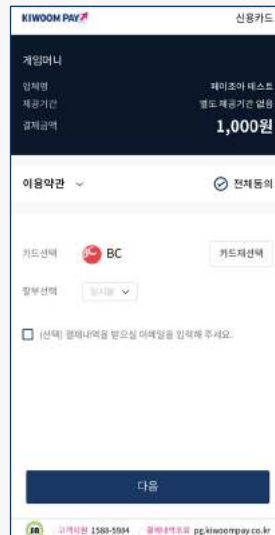 KIWOOM PAY 신용카드
게임머니
업체명 페이조아 테스트
제공기간 별도 제공기간 없음
결제금액 1,000원
이용약관 전체동의
카드선택 BC 카드재선택
할부선택 일시불
(선택) 결제내역을 받으실 이메일을 입력해 주세요.
다음
고객지원 1588-5984 결제내역조회 pg.kiwoompay.co.kr